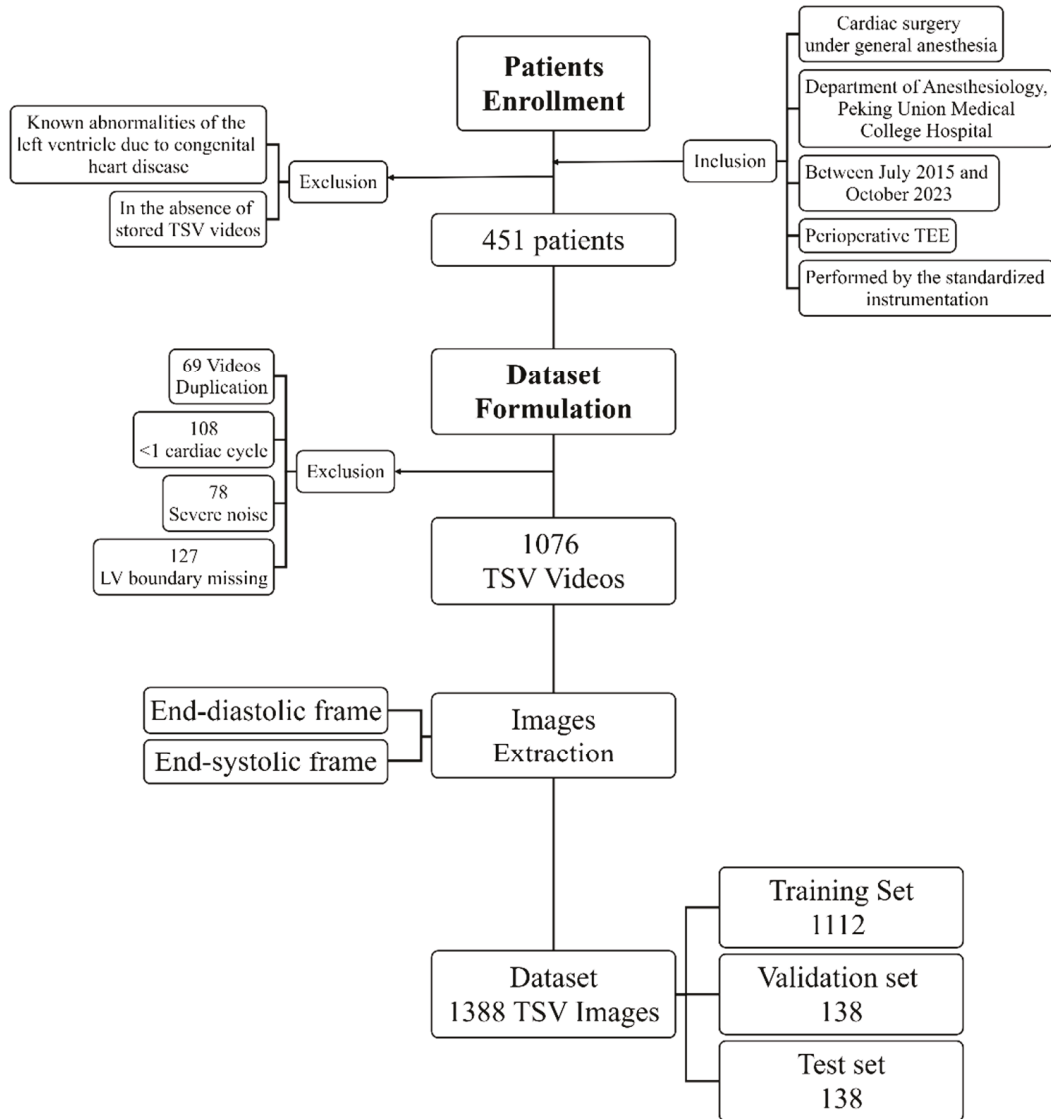 Patients
Enrollment
Cardiac surgery
under general anesthesia
Department of Anesthesiology,
Peking Union Medical
College Hospital
Inclusion
Between July 2015 and
October 2023
Perioperative TEE
Performed by the standardized
instrumentation
Known abnormalities of the
left ventricle due to congenital
heart disease
Exclusion
In the absence of
stored TSV videos
451 patients
Dataset
Formulation
69 Videos
Duplication
108
<1 cardiac cycle
Exclusion
78
Severe noise
127
LV boundary missing
1076
TSV Videos
End-diastolic frame
End-systolic frame
Images
Extraction
Dataset
1388 TSV Images
Training Set
1112
Validation set
138
Test set
138